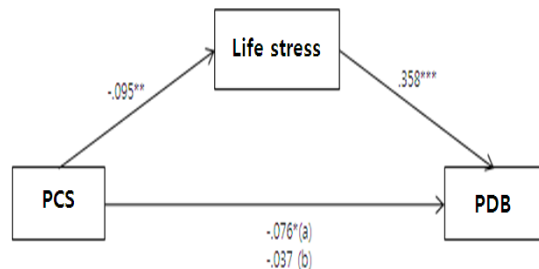 Life stress
-.095**
.358***
PCS
PDB
-.076*(a)
-.037 (b)